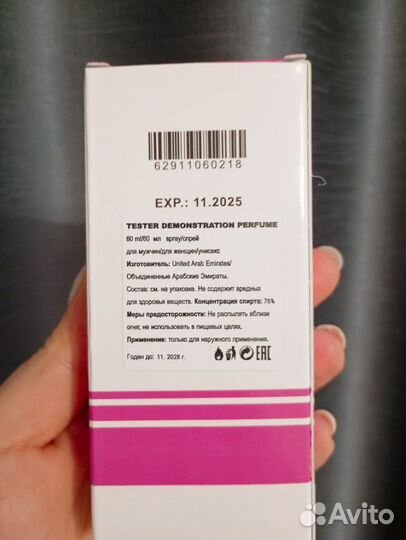 62911060218
EXP.: 11.2025
TESTER DEMONSTRATION PERFUME
60 ml/60 мл spray/спрей
для мужчин/для женщин/унисекс
Изготовитель: United Arab Emirates/
Объединенные Арабские Эмираты.
Состав: см. на упаковке. Не содержит вредных
для здоровья веществ. Концентрация спирта: 76%
Меры предосторожности: Не распылять вблизи
огня; не использовать в пищевых целях.
Применение: только для наружного применения.
Годен до: 11. 2028 г.
EAC
Avito